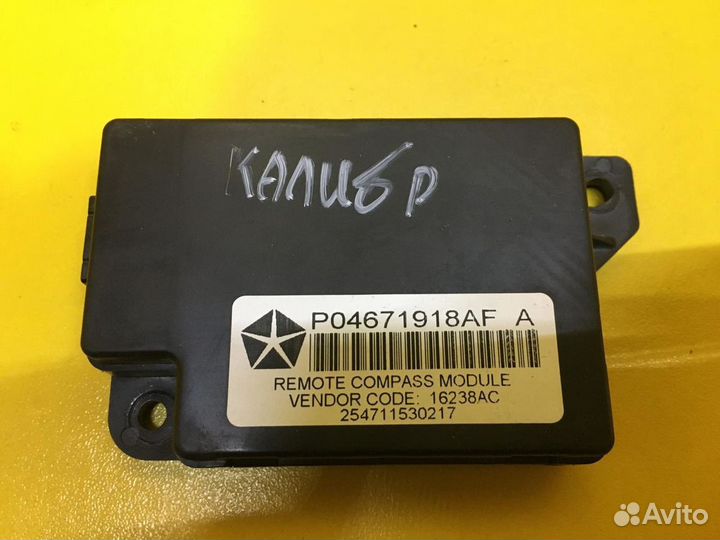 КАЛИБР
P04671918AF A
REMOTE COMPASS MODULE
VENDOR CODE: 16238AC
254711530217
Avito